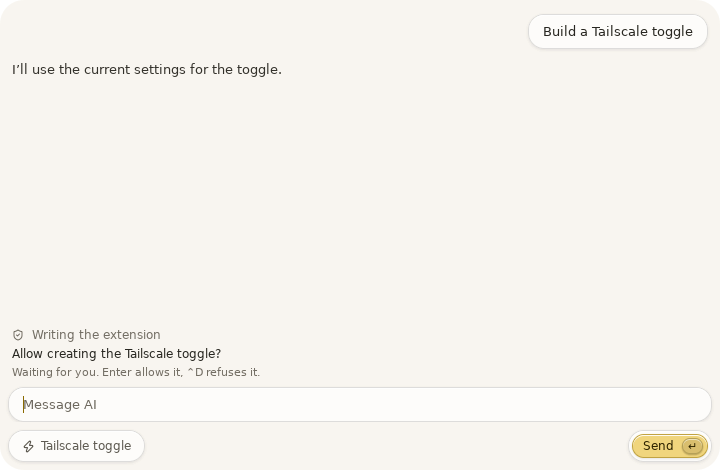 Build a Tailscale toggle
I’ll use the current settings for the toggle.
Writing the extension
Allow creating the Tailscale toggle?
Waiting for you. Enter allows it, ^D refuses it.
Message AI
Tailscale toggle
Send ↵